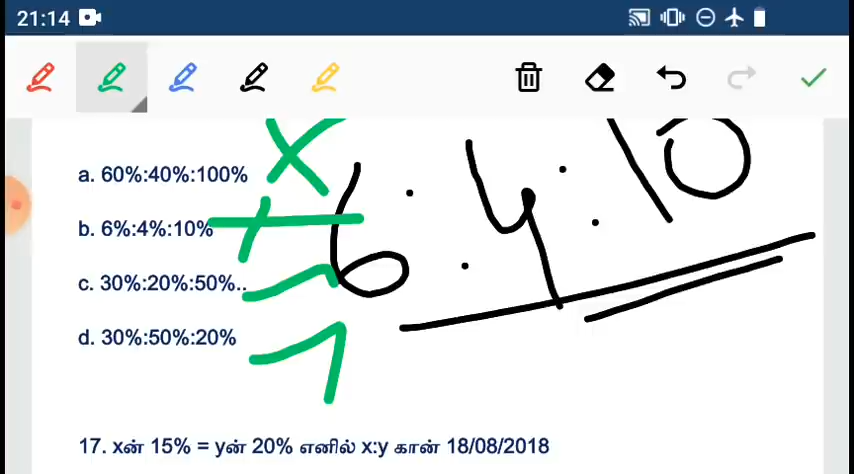 21:14
6 : 4 : 10
a. 60%:40%:100%
b. 6%:4%:10%
c. 30%:20%:50%..
d. 30%:50%:20%
17. xன் 15% = yன் 20% எனில் x:y கான் 18/08/2018